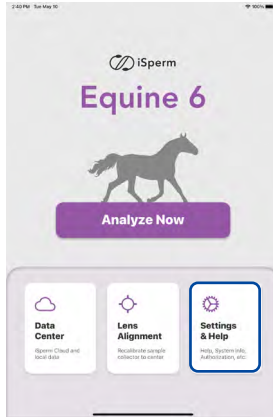 2:40 PM Tue May 10
100%
iSperm
Equine 6
Analyze Now
Data
Center
iSperm Cloud and
local data
Lens
Alignment
Recalibrate sample
collector to center
Settings
& Help
Help, System info,
Authorization, etc